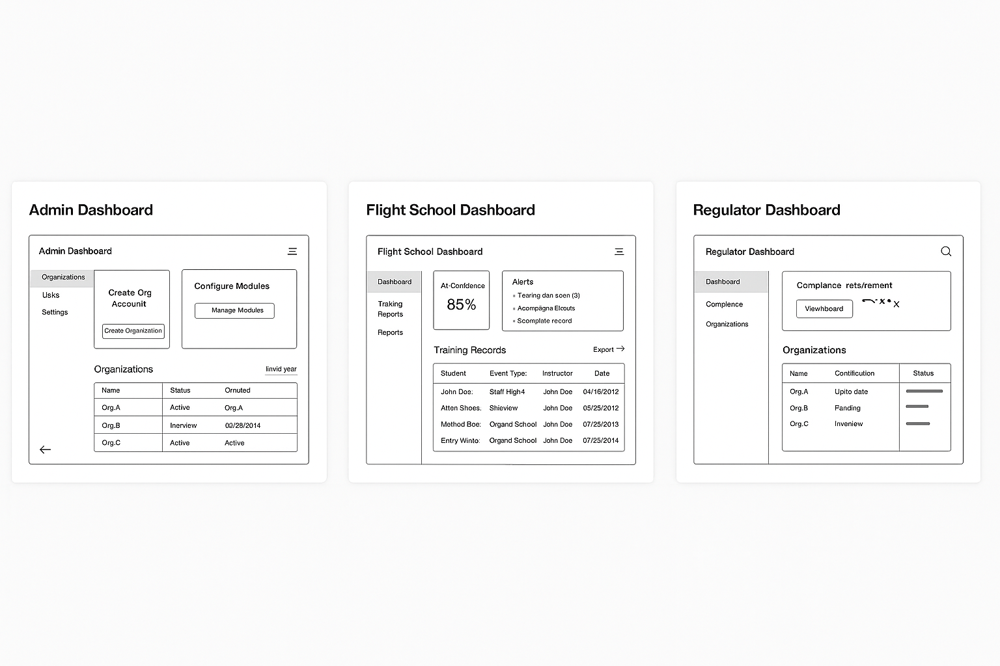 Admin Dashboard
Admin Dashboard
Organizations
Usks
Settings
Create Org
Accounit
Create Organization
Configure Modules
Manage Modules
Organizations
linvid year
Name Status Ornuted
Org.A Active Org.A
Org.B Inerview 00/28/2014
Org.C Active Active
Flight School Dashboard
Flight School Dashboard
Dashboard
Traking
Reports
Reports
At-Confdence
85%
Alerts
Tearing dan soen (3)
Acompāgna Elcouts
Scomplate record
Training Records
Export →
Student Event Type: Instructor Date
John Dos: Staff High4 John Doe 04/16/2012
Atten Shoes. Shieview John Doe 05/25/2012
Method Boe: Organd School John Doe 07/25/2013
Entry Winto: Organd School John Doe 07/25/2014
Regulator Dashboard
Regulator Dashboard
Dashboard
Complence
Organizations
Complance rets/rement
Viewhboard
Organizations
Name Contification Status
Org.A Upito date
Org.B Panding
Org.C Inveniew